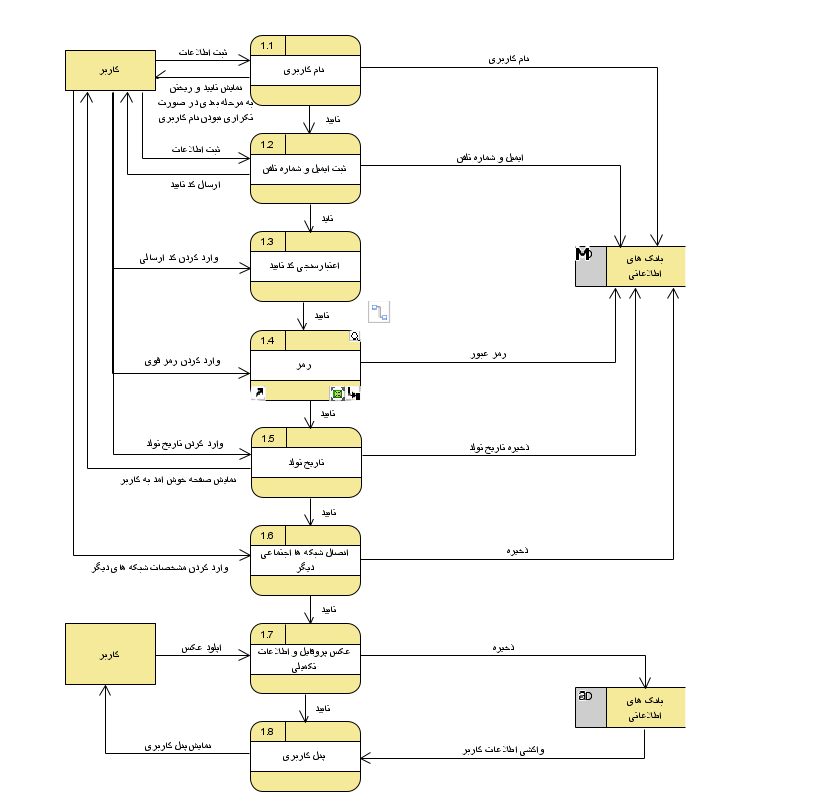 1.1
ثبت اطلاعات
نام کاربری
کاربر
نام کاربری
نمایش تایید و ریختن
به مرحله بعدی در صورت
تکراری نبودن نام کاربری
تایید
1.2
ثبت اطلاعات
ایمیل و شماره تلفن
ثبت ایمیل و شماره تلفن
ارسال کد تایید
تایید
1.3
وارد کردن کد ارسالی
اعتبارسنجی کد تایید
بانک های
اطلاعاتی
M
D
تایید
1.4
وارد کردن رمز قوی
رمز
رمز عبور
تایید
1.5
وارد کردن تاریخ تولد
ذخیره تاریخ تولد
تاریخ تولد
نمایش صفحه خوش امد به کاربر
تایید
1.6
اتصال شبکه ها اجتماعی
دیگر
ذخیره
وارد کردن مشخصات شبکه های دیگر
تایید
1.7
اپلود عکس
ذخیره
کاربر
عکس پروفایل و اطلاعات
تکمیلی
D
بانک های
اطلاعاتی
تایید
1.8
نمایش پنل کاربری
واکشی اطلاعات کاربر
پنل کاربری